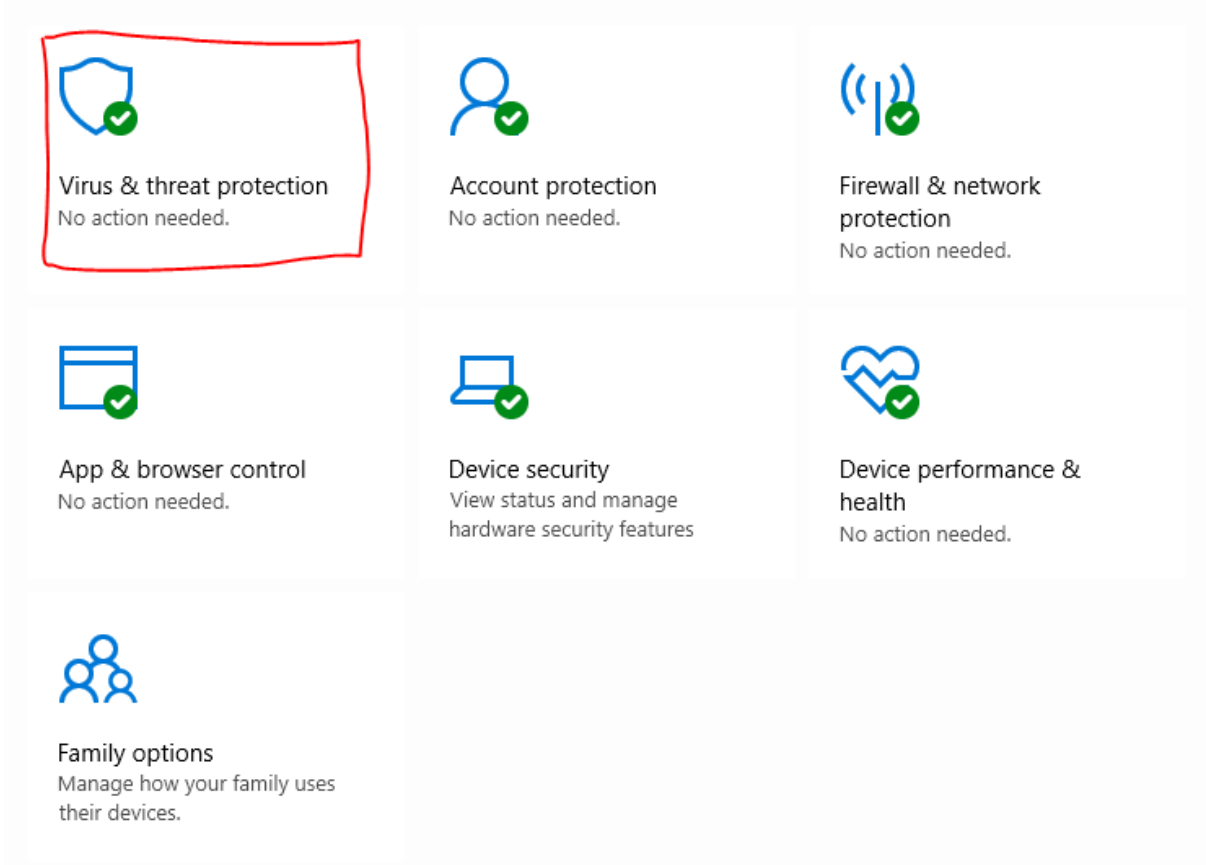 Virus & threat protection
No action needed.
Account protection
No action needed.
Firewall & network
protection
No action needed.
App & browser control
No action needed.
Device security
View status and manage
hardware security features
Device performance &
health
No action needed.
Family options
Manage how your family uses
their devices.